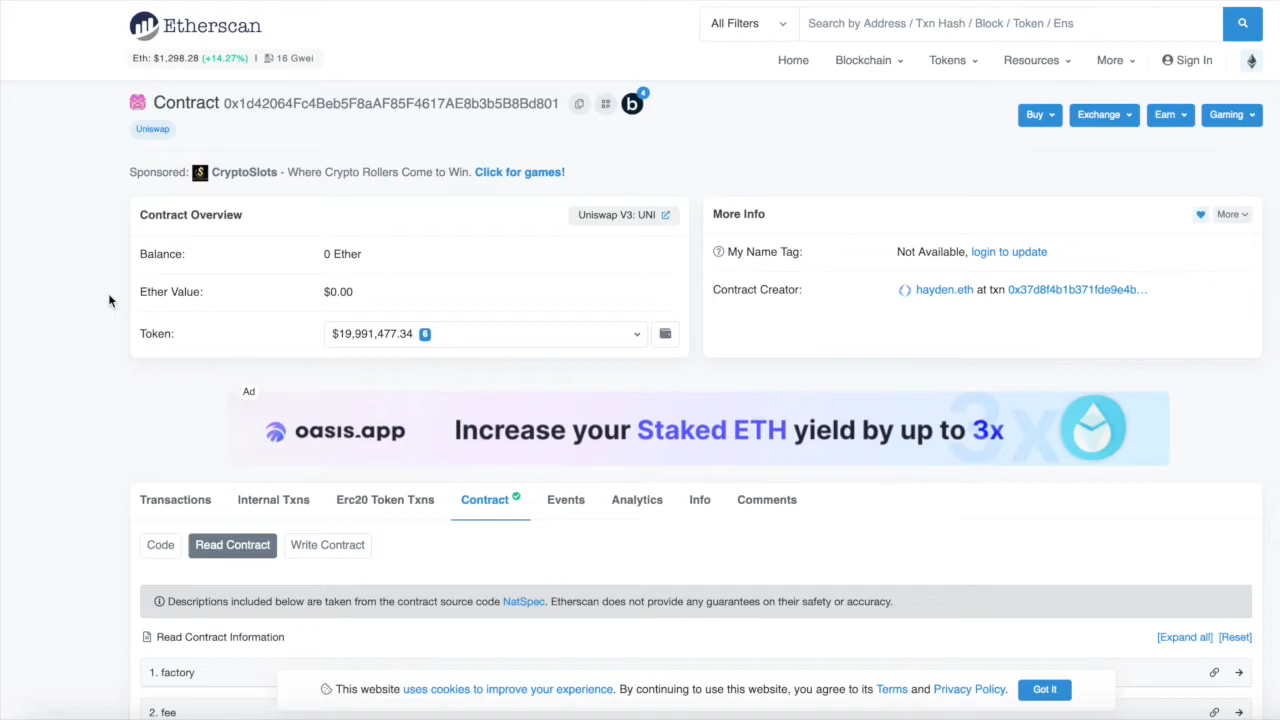 Etherscan
All Filters
Search by Address / Txn Hash / Block / Token / Ens
Eth: $1,298.28 (+14.27%) | 16 Gwei
Home Blockchain Tokens Resources More Sign In
Contract 0x1d42064Fc4Beb5F8aAF85F4617AE8b3b5B8Bd801
b 4
Buy Exchange Earn Gaming
Uniswap
Sponsored: $ CryptoSlots - Where Crypto Rollers Come to Win. Click for games!
Contract Overview
Uniswap V3: UNI
Balance: 0 Ether
Ether Value: $0.00
Token: $19,991,477.34 6
More Info
More
My Name Tag: Not Available, login to update
Contract Creator: hayden.eth at txn 0x37d8f4b1b371fde9e4b...
Ad
oasis.app Increase your Staked ETH yield by up to 3x
3x
Transactions Internal Txns Erc20 Token Txns Contract Events Analytics Info Comments
Code Read Contract Write Contract
Descriptions included below are taken from the contract source code NatSpec. Etherscan does not provide any guarantees on their safety or accuracy.
Read Contract Information
[Expand all] [Reset]
1. factory
2. fee
This website uses cookies to improve your experience. By continuing to use this website, you agree to its Terms and Privacy Policy.
Got It